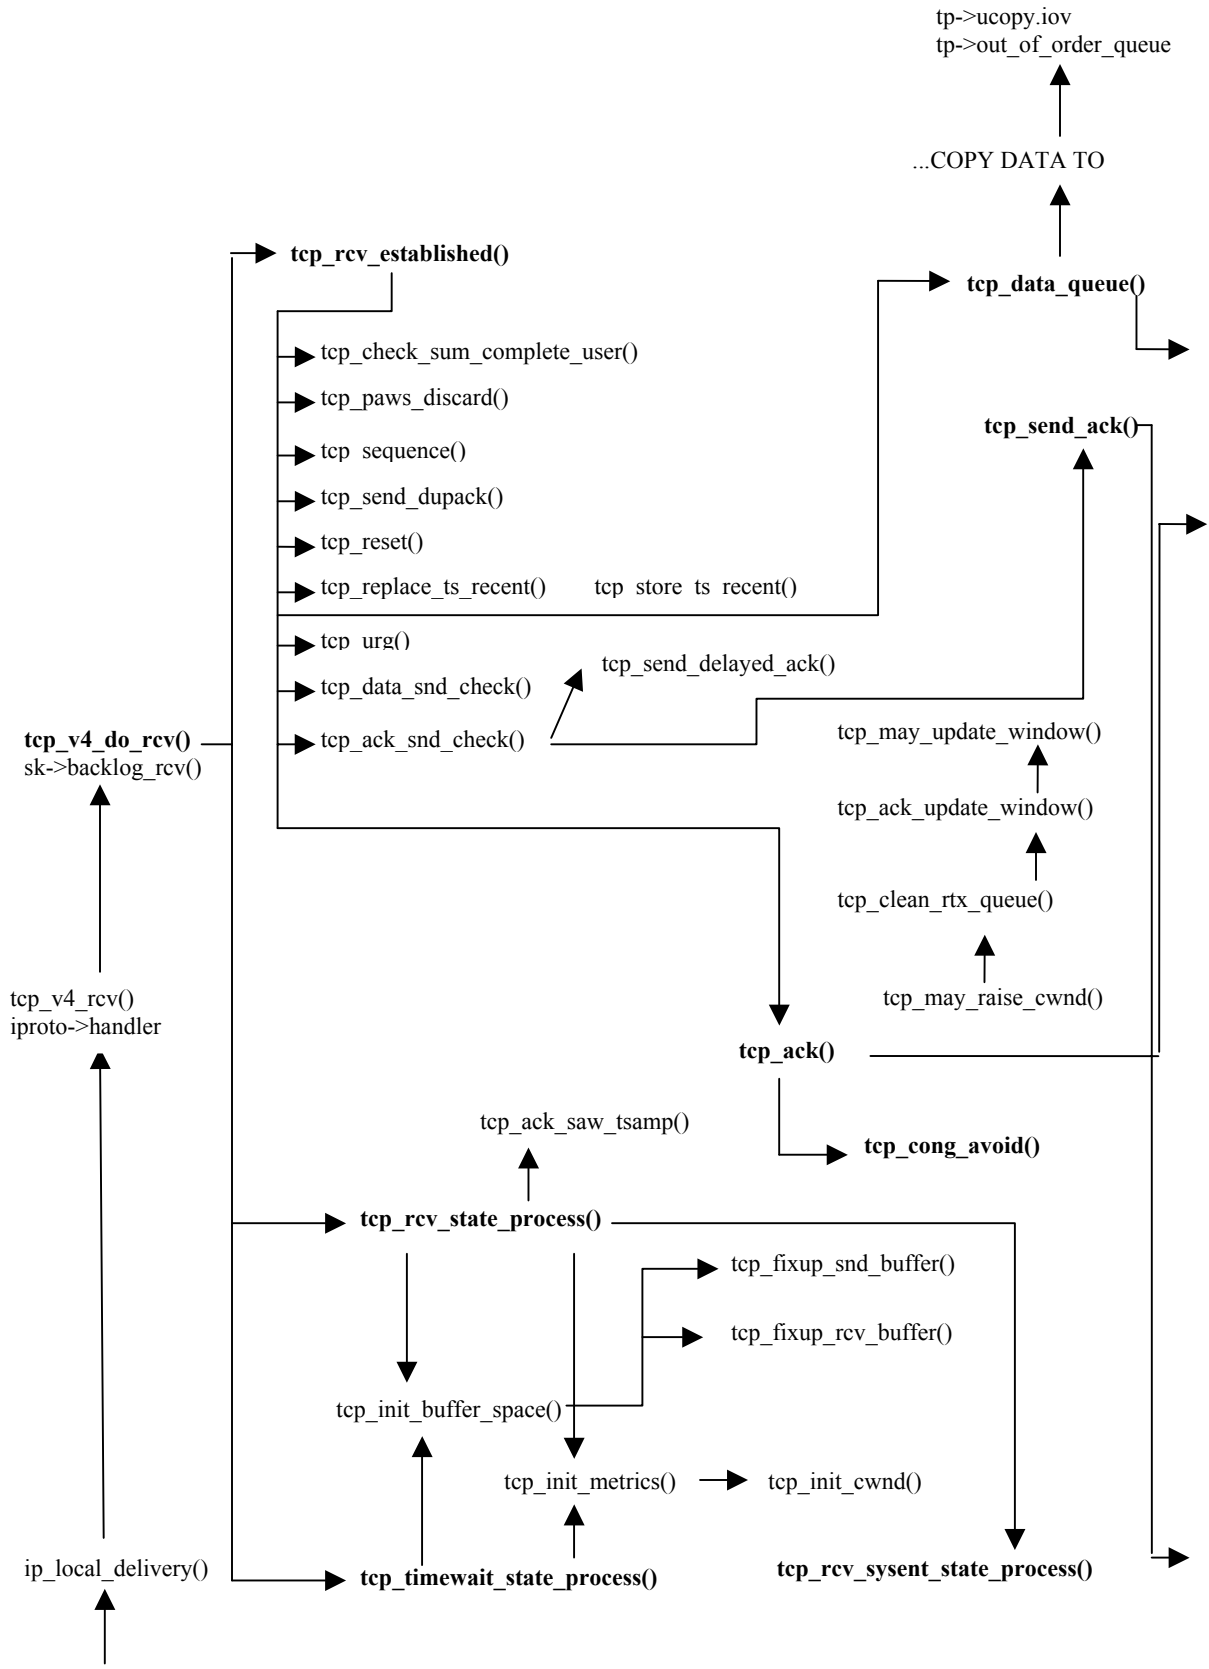 tp->ucopy.iov
tp->out_of_order_queue
...COPY DATA TO
tcp_rcv_established()
tcp_data_queue()
tcp_check_sum_complete_user()
tcp_paws_discard()
tcp_send_ack()
tcp_sequence()
tcp_send_dupack()
tcp_reset()
tcp_replace_ts_recent() tcp_store_ts_recent()
tcp_urg()
tcp_send_delayed_ack()
tcp_data_snd_check()
tcp_v4_do_rcv()
sk->backlog_rcv()
tcp_ack_snd_check()
tcp_may_update_window()
tcp_ack_update_window()
tcp_clean_rtx_queue()
tcp_may_raise_cwnd()
tcp_v4_rcv()
iproto->handler
tcp_ack()
tcp_ack_saw_tsamp()
tcp_cong_avoid()
tcp_rcv_state_process()
tcp_fixup_snd_buffer()
tcp_fixup_rcv_buffer()
tcp_init_buffer_space()
tcp_init_metrics()
tcp_init_cwnd()
ip_local_delivery()
tcp_timewait_state_process()
tcp_rcv_sysent_state_process()